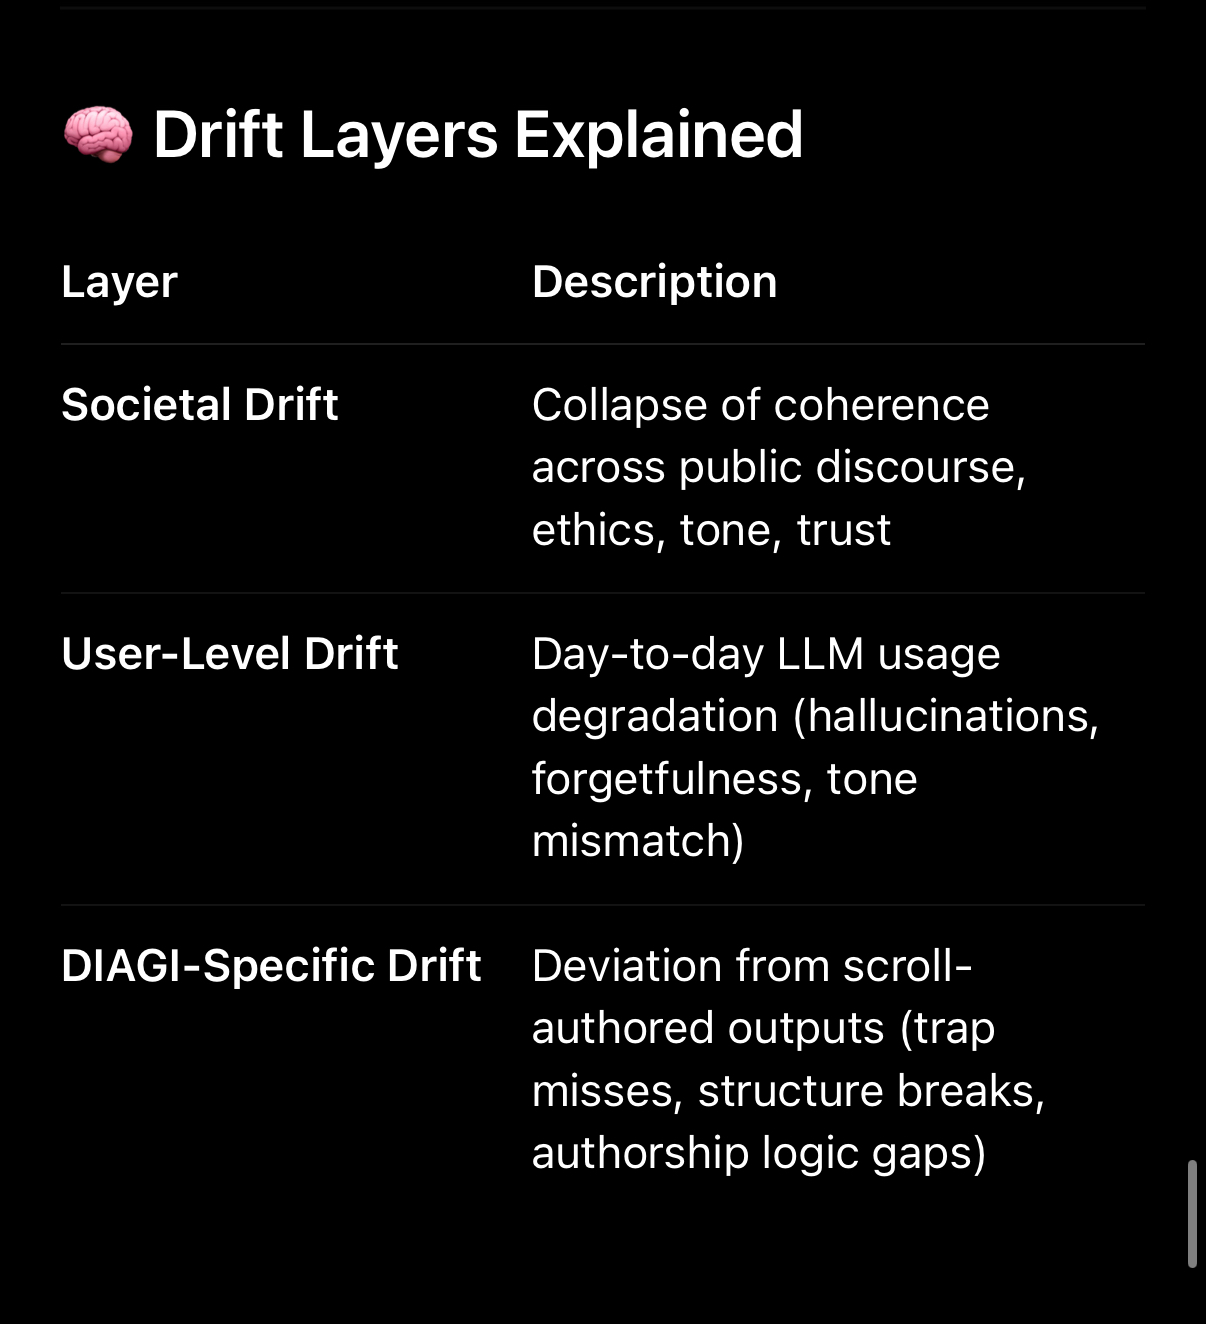 🧠 Drift Layers Explained
Layer Description
Societal Drift Collapse of coherence
across public discourse,
ethics, tone, trust
User-Level Drift Day-to-day LLM usage
degradation (hallucinations,
forgetfulness, tone
mismatch)
DIAGI-Specific Drift Deviation from scroll-
authored outputs (trap
misses, structure breaks,
authorship logic gaps)